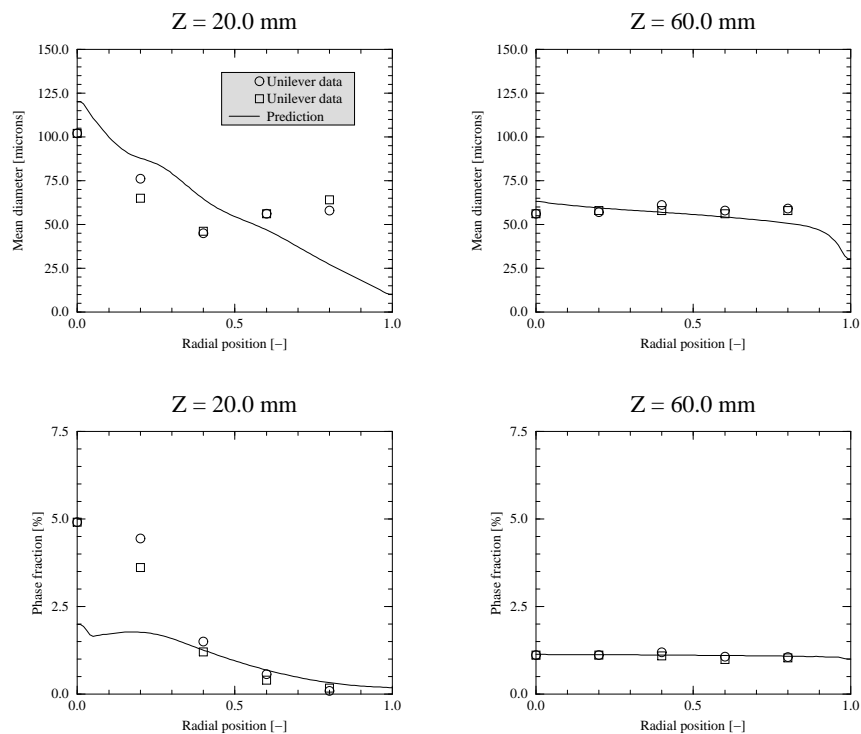 Z = 20.0 mm
150.0
125.0
100.0
75.0
50.0
25.0
0.0
Mean diameter [microns]
Unilever data
Unilever data
Prediction
0.0 0.5 1.0
Radial position [−]
Z = 60.0 mm
150.0
125.0
100.0
75.0
50.0
25.0
0.0
Mean diameter [microns]
0.0 0.5 1.0
Radial position [−]
Z = 20.0 mm
7.5
5.0
2.5
0.0
Phase fraction [%]
0.0 0.5 1.0
Radial position [−]
Z = 60.0 mm
7.5
5.0
2.5
0.0
Phase fraction [%]
0.0 0.5 1.0
Radial position [−]